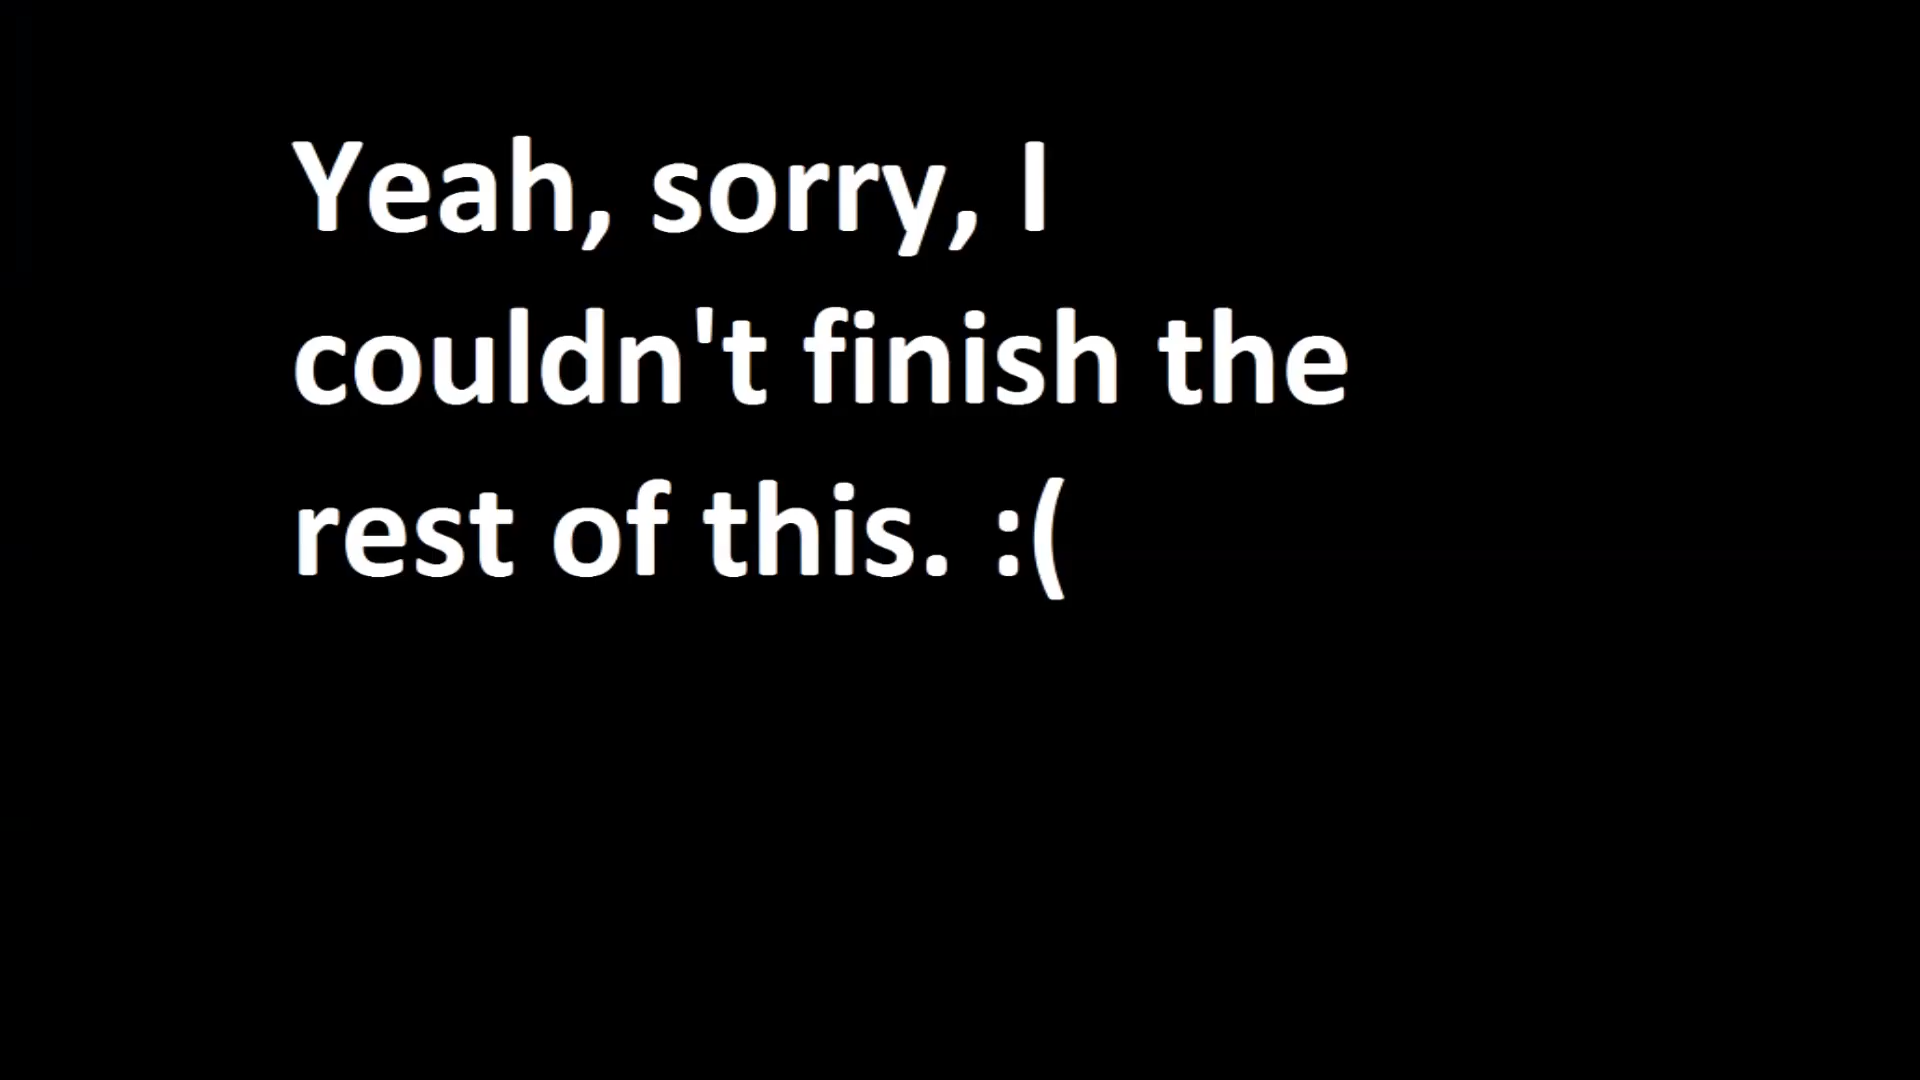 Yeah, sorry, I
couldn't finish the
rest of this. :(